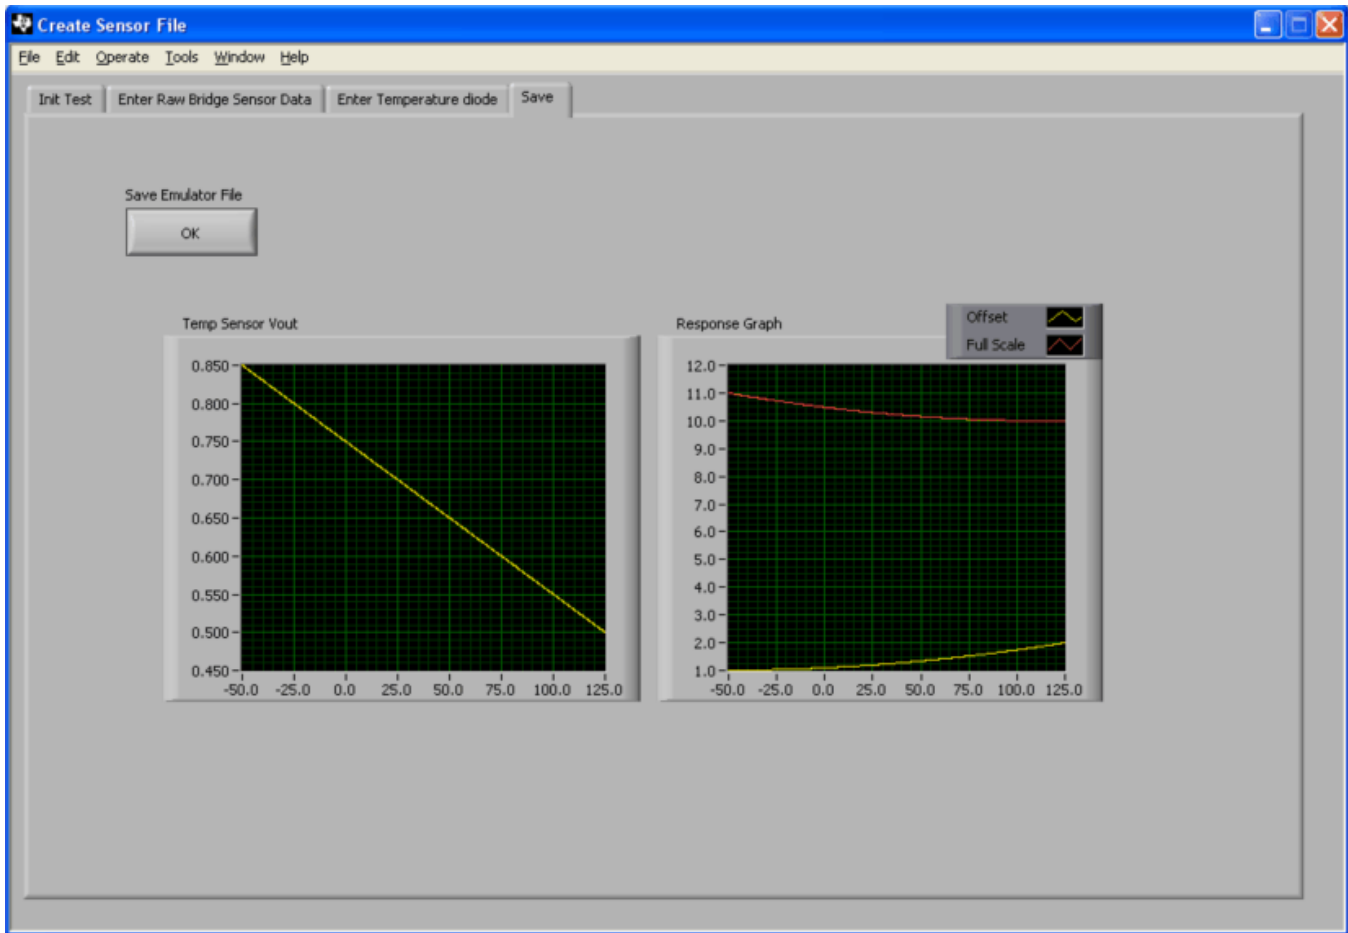 Create Sensor File
File Edit Operate Tools Window Help
Init Test Enter Raw Bridge Sensor Data Enter Temperature diode Save
Save Emulator File
OK
Temp Sensor Vout
0.850
0.800
0.750
0.700
0.650
0.600
0.550
0.500
0.450
-50.0 -25.0 0.0 25.0 50.0 75.0 100.0 125.0
Response Graph
Offset
Full Scale
12.0
11.0
10.0
9.0
8.0
7.0
6.0
5.0
4.0
3.0
2.0
1.0
-50.0 -25.0 0.0 25.0 50.0 75.0 100.0 125.0